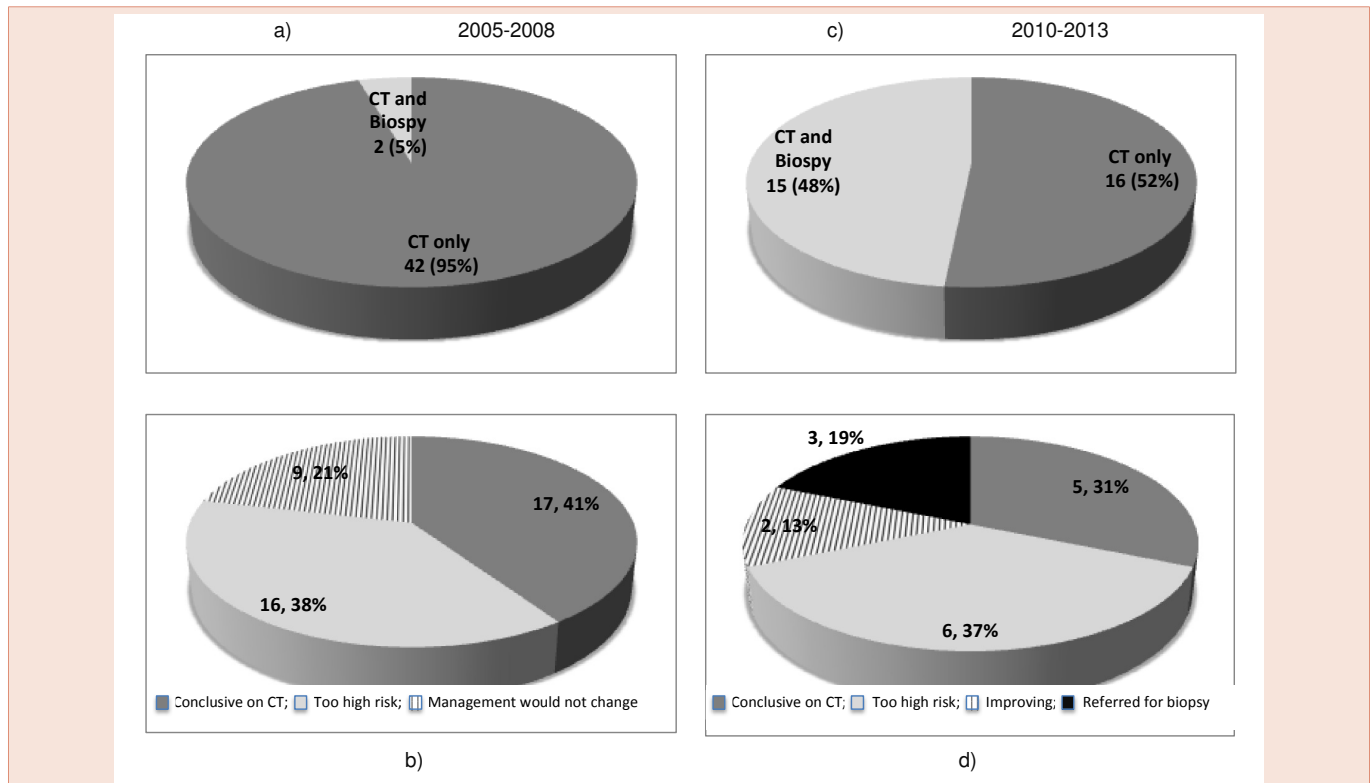 a)
2005-2008
CT and
Biospy
2 (5%)
CT only
42 (95%)
c)
2010-2013
CT and
Biospy
15 (48%)
CT only
16 (52%)
9, 21%
17, 41%
16, 38%
Conclusive on CT; Too high risk; Management would not change
b)
3, 19%
5, 31%
2, 13%
6, 37%
Conclusive on CT; Too high risk; Improving; Referred for biopsy
d)